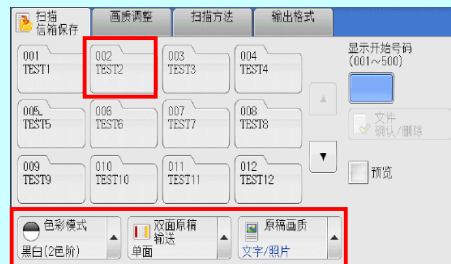 扫描
信箱保存
画质调整
扫描方法
输出格式
001
TEST1
002
TEST2
003
TEST3
004
TEST4
显示开始号码
(001~500)
005
TEST5
006
TEST6
007
TEST7
008
TEST8
文件
确认/删除
009
TEST9
010
TEST10
011
TEST11
012
TEST12
预览
色彩模式
黑白(2色阶)
双面原稿
输送
单面
原稿画质
文字/照片